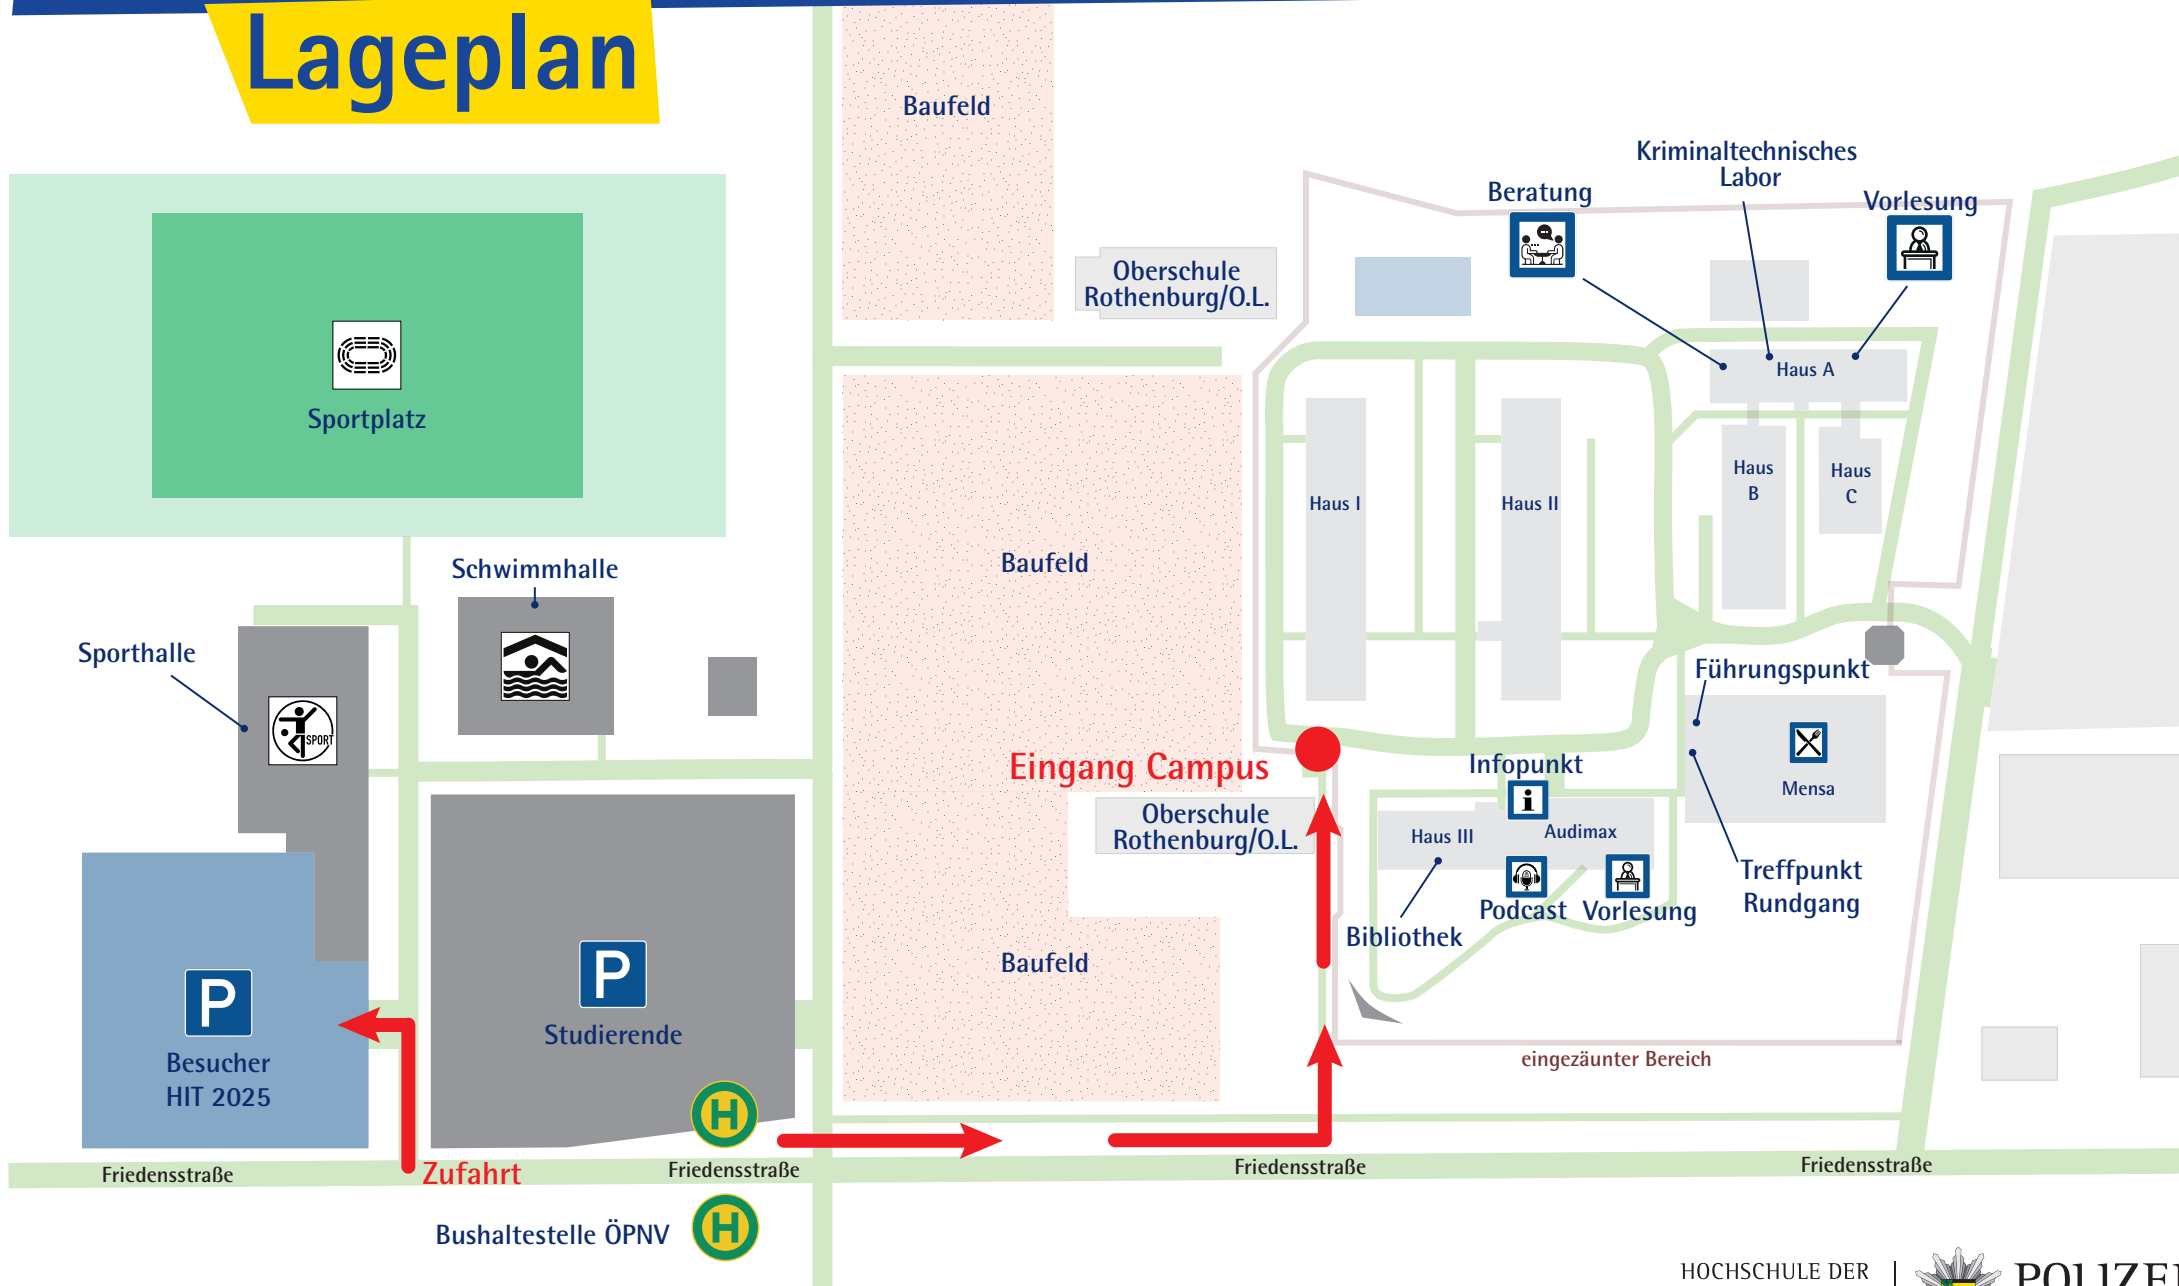 Lageplan
Baufeld
Kriminaltechnisches
Labor
Beratung
Vorlesung
Oberschule
Rothenburg/O.L.
Haus A
Sportplatz
Haus
B
Haus
C
Haus I
Haus II
Baufeld
Schwimmhalle
Sporthalle
SPORT
Führungspunkt
Eingang Campus
Infopunkt
i
Mensa
Oberschule
Rothenburg/O.L.
Haus III
Audimax
Treffpunkt
Rundgang
Podcast
Vorlesung
Bibliothek
Baufeld
P
Studierende
P
Besucher
HIT 2025
eingezäunter Bereich
H
Friedensstraße
Zufahrt
Friedensstraße
Friedensstraße
Friedensstraße
Bushaltestelle ÖPNV
H
HOCHSCHULE DER
POLIZEI